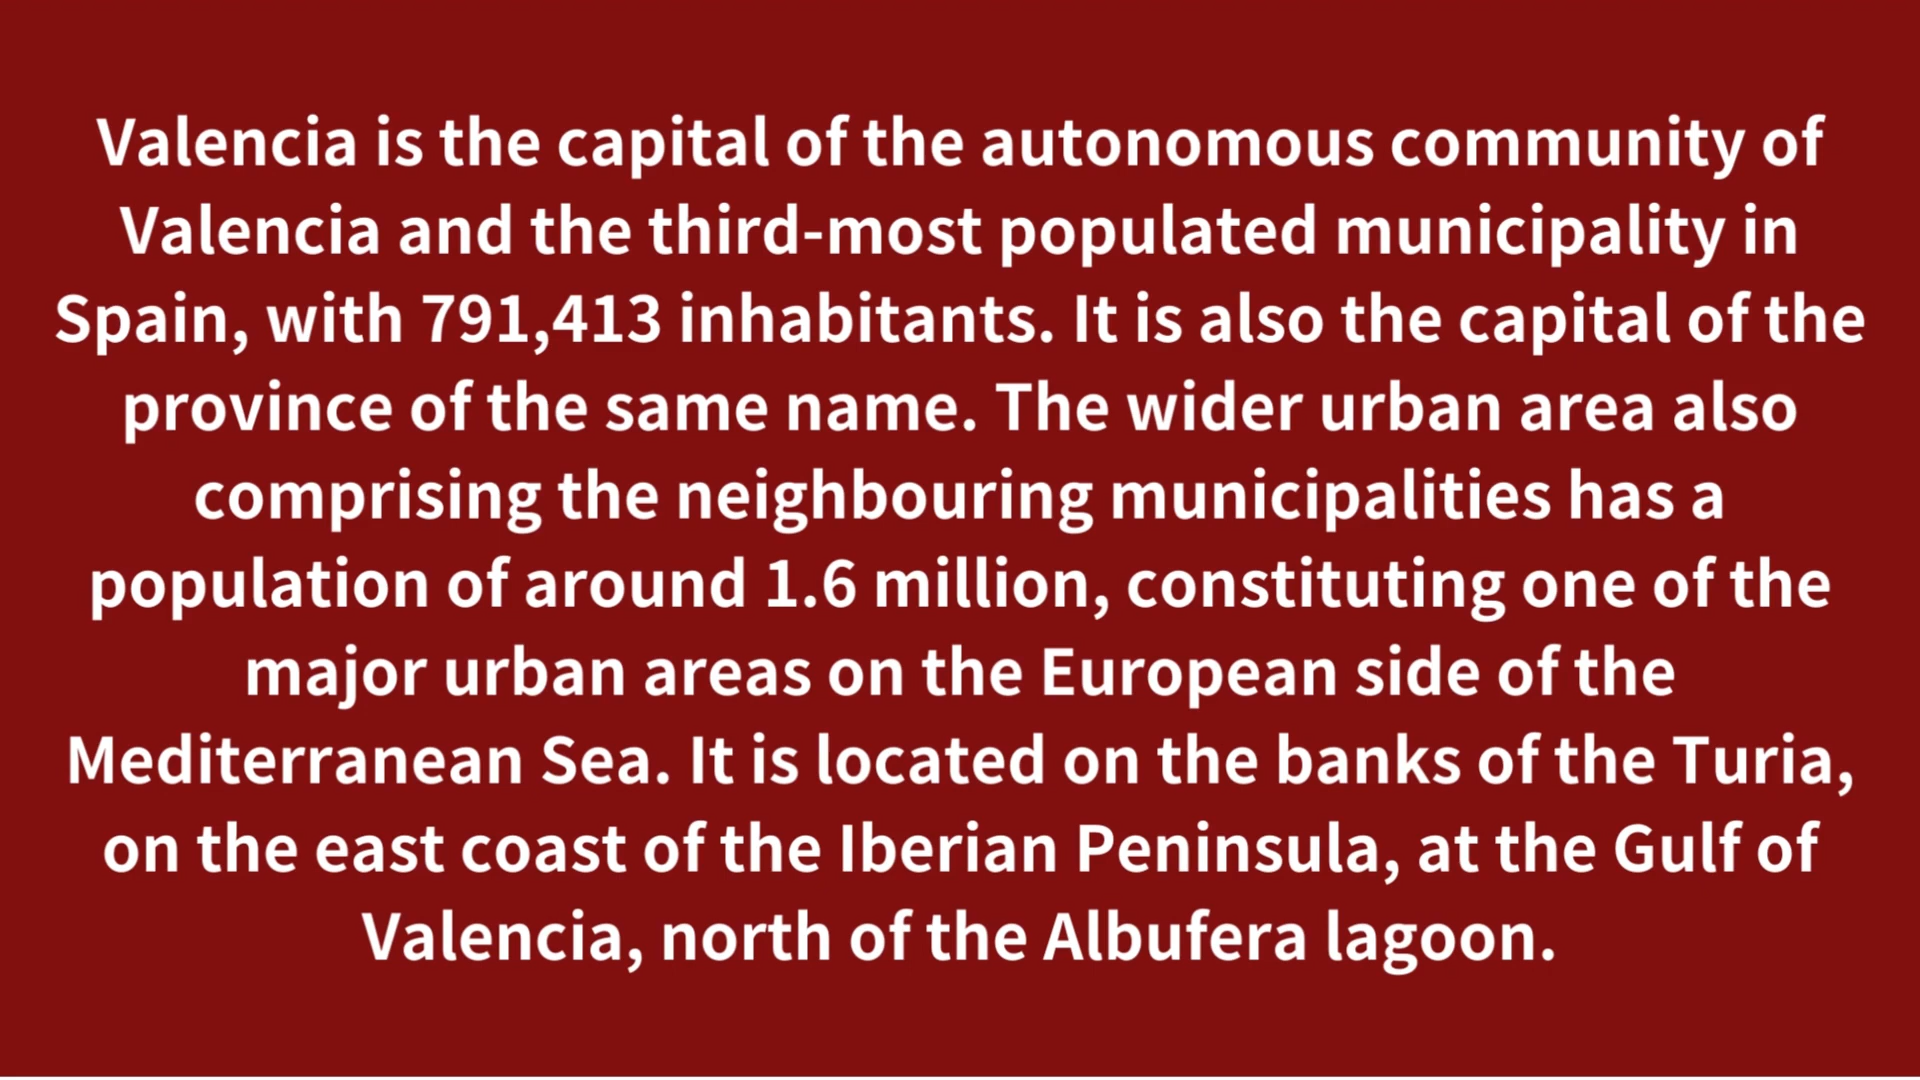 Valencia is the capital of the autonomous community of
Valencia and the third-most populated municipality in
Spain, with 791,413 inhabitants. It is also the capital of the
province of the same name. The wider urban area also
comprising the neighbouring municipalities has a
population of around 1.6 million, constituting one of the
major urban areas on the European side of the
Mediterranean Sea. It is located on the banks of the Turia,
on the east coast of the Iberian Peninsula, at the Gulf of
Valencia, north of the Albufera lagoon.